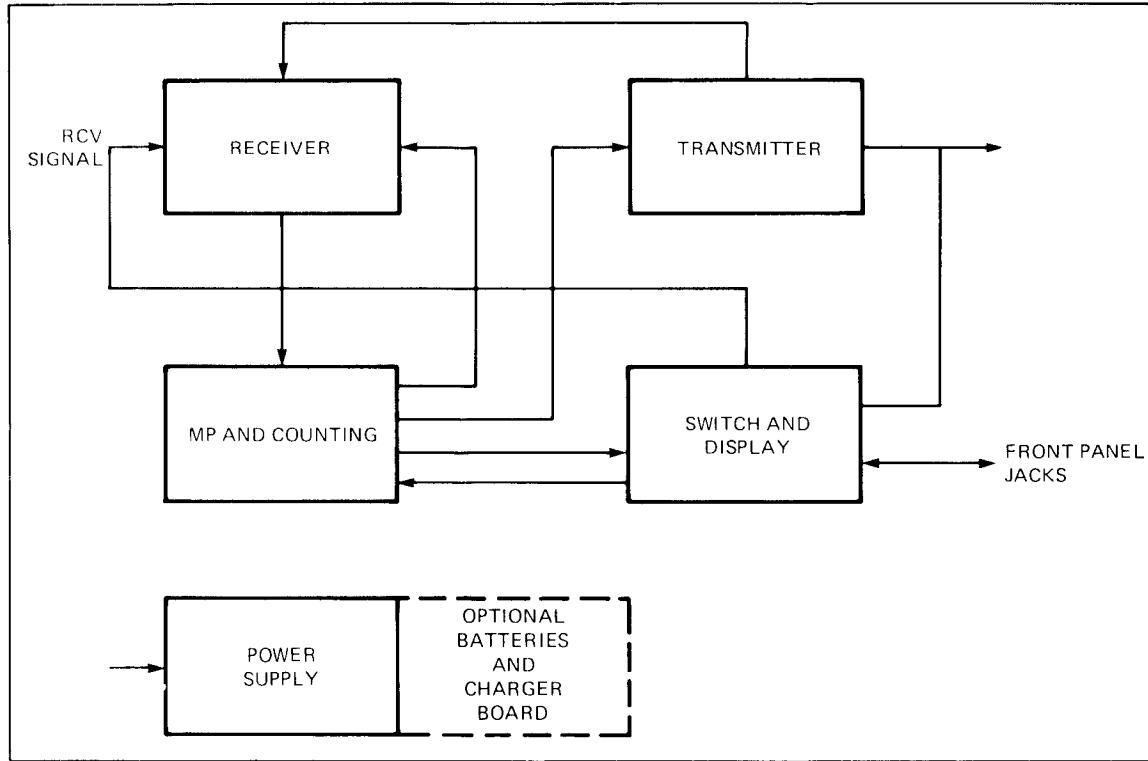 RCV
SIGNAL
RECEIVER
TRANSMITTER
MP AND COUNTING
SWITCH AND
DISPLAY
FRONT PANEL
JACKS
POWER
SUPPLY
OPTIONAL
BATTERIES
AND
CHARGER
BOARD